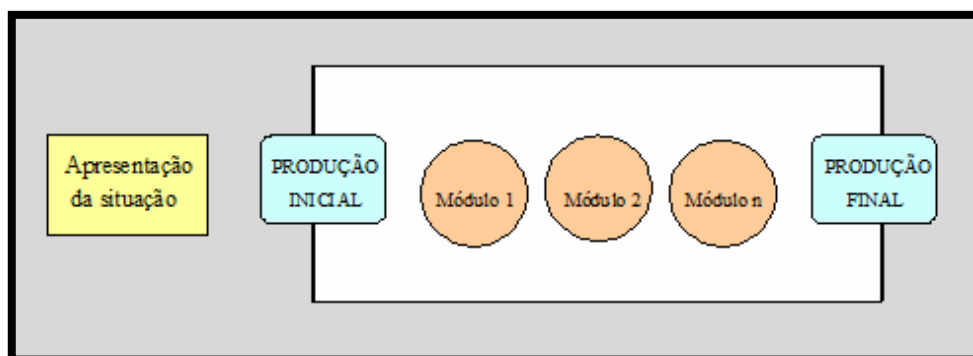 Apresentação
da situação
PRODUÇÃO
INICIAL
Módulo 1
Módulo 2
Módulo n
PRODUÇÃO
FINAL